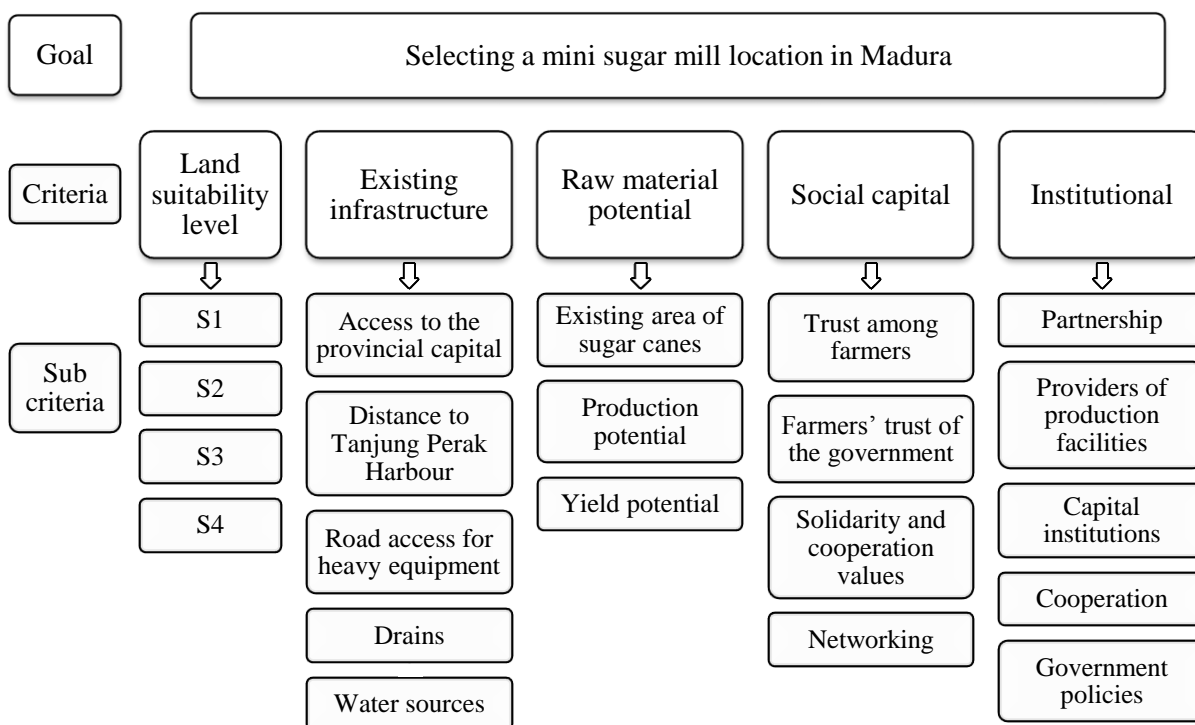 Goal
Selecting a mini sugar mill location in Madura
Criteria
Land
suitability
level
Existing
infrastructure
Raw material
potential
Social capital
Institutional
Sub
criteria
S1
S2
S3
S4
Access to the
provincial capital
Distance to
Tanjung Perak
Harbour
Road access for
heavy equipment
Drains
Water sources
Existing area of
sugar canes
Production
potential
Yield potential
Trust among
farmers
Farmers’ trust of
the government
Solidarity and
cooperation
values
Networking
Partnership
Providers of
production
facilities
Capital
institutions
Cooperation
Government
policies